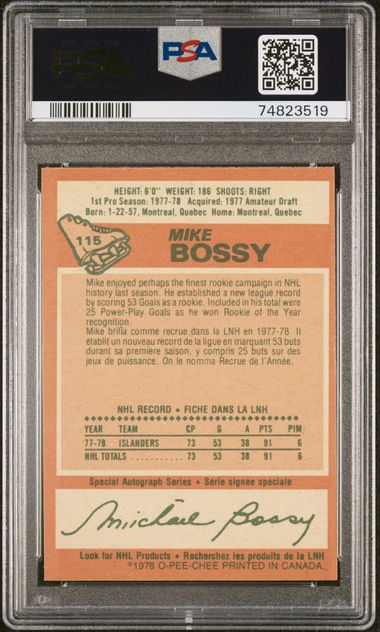 PSA
PSA
74823519
HEIGHT: 6'0" WEIGHT: 186 SHOOTS: RIGHT
1st Pro Season: 1977-78 Acquired: 1977 Amateur Draft
Born: 1-22-57, Montreal, Quebec Home: Montreal, Quebec
115
MIKE
BOSSY
Mike enjoyed perhaps the finest rookie campaign in NHL
history last season. He established a new league record
by scoring 53 Goals as a rookie. Included in his total were
25 Power-Play Goals as he won Rookie of the Year
recognition.
Mike brilla comme recrue dans la LNH en 1977-78. Il
établit un nouveau record de la ligue en marquant 53 buts
durant sa première saison, y compris 25 buts sur des
jeux de puissance. On le nomma Recrue de l'Année.
NHL RECORD • FICHE DANS LA LNH
YEAR TEAM GP G A PTS PIM
77-78 ISLANDERS 73 53 38 91 6
NHL TOTALS . . . . . . . . . . . 73 53 38 91 6
Special Autograph Series • Série signée spéciale
Michael Bossy
Look for NHL Products • Recherchez les produits de la LNH
©1978 O-PEE-CHEE PRINTED IN CANADA.